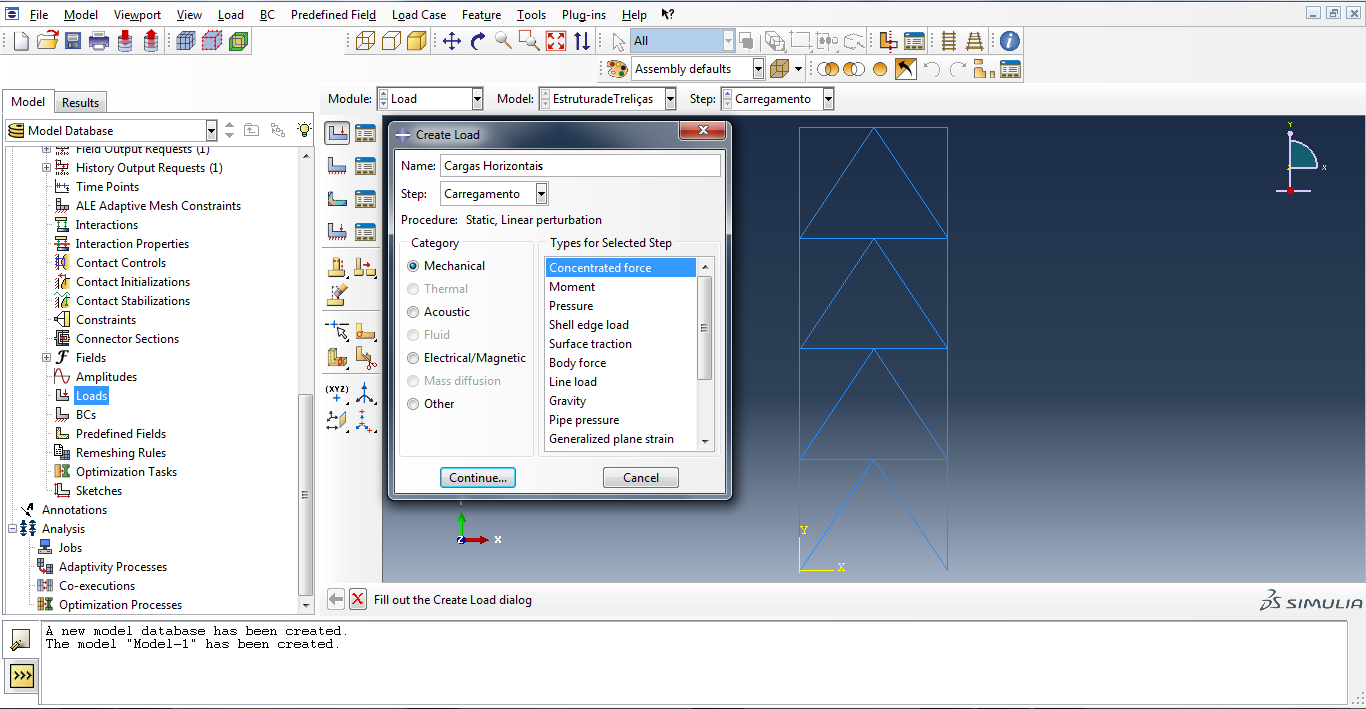 File Model Viewport View Load BC Predefined Field Load Case Feature Tools Plug-ins Help
All
Assembly defaults
Model Results
Module: Load Model: EstruturadeTreliças Step: Carregamento
Model Database
Field Output Requests (1)
History Output Requests (1)
Time Points
ALE Adaptive Mesh Constraints
Interactions
Interaction Properties
Contact Controls
Contact Initializations
Contact Stabilizations
Constraints
Connector Sections
Fields
Amplitudes
Loads
BCs
Predefined Fields
Remeshing Rules
Optimization Tasks
Sketches
Annotations
Analysis
Jobs
Adaptivity Processes
Co-executions
Optimization Processes
(XYZ)
Create Load
Name: Cargas Horizontais
Step: Carregamento
Procedure: Static, Linear perturbation
Category
Mechanical
Thermal
Acoustic
Fluid
Electrical/Magnetic
Mass diffusion
Other
Types for Selected Step
Concentrated force
Moment
Pressure
Shell edge load
Surface traction
Body force
Line load
Gravity
Pipe pressure
Generalized plane strain
Continue... Cancel
Y
X
Z
X
Y
X
Z
Fill out the Create Load dialog
SIMULIA
A new model database has been created.
The model "Model-1" has been created.
>>>